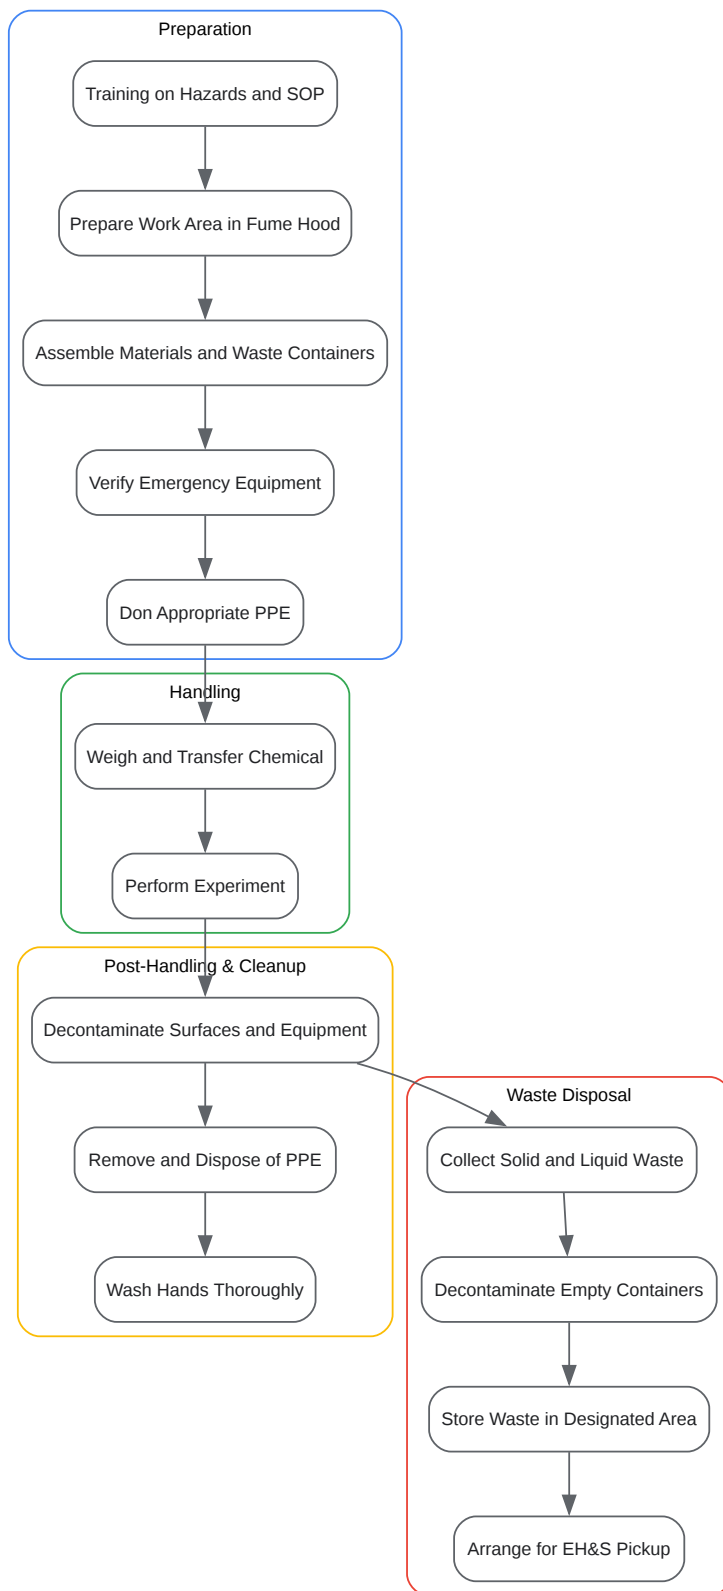 Preparation
Training on Hazards and SOP
Prepare Work Area in Fume Hood
Assemble Materials and Waste Containers
Verify Emergency Equipment
Don Appropriate PPE
Handling
Weigh and Transfer Chemical
Perform Experiment
Post-Handling & Cleanup
Decontaminate Surfaces and Equipment
Remove and Dispose of PPE
Wash Hands Thoroughly
Waste Disposal
Collect Solid and Liquid Waste
Decontaminate Empty Containers
Store Waste in Designated Area
Arrange for EH&S Pickup